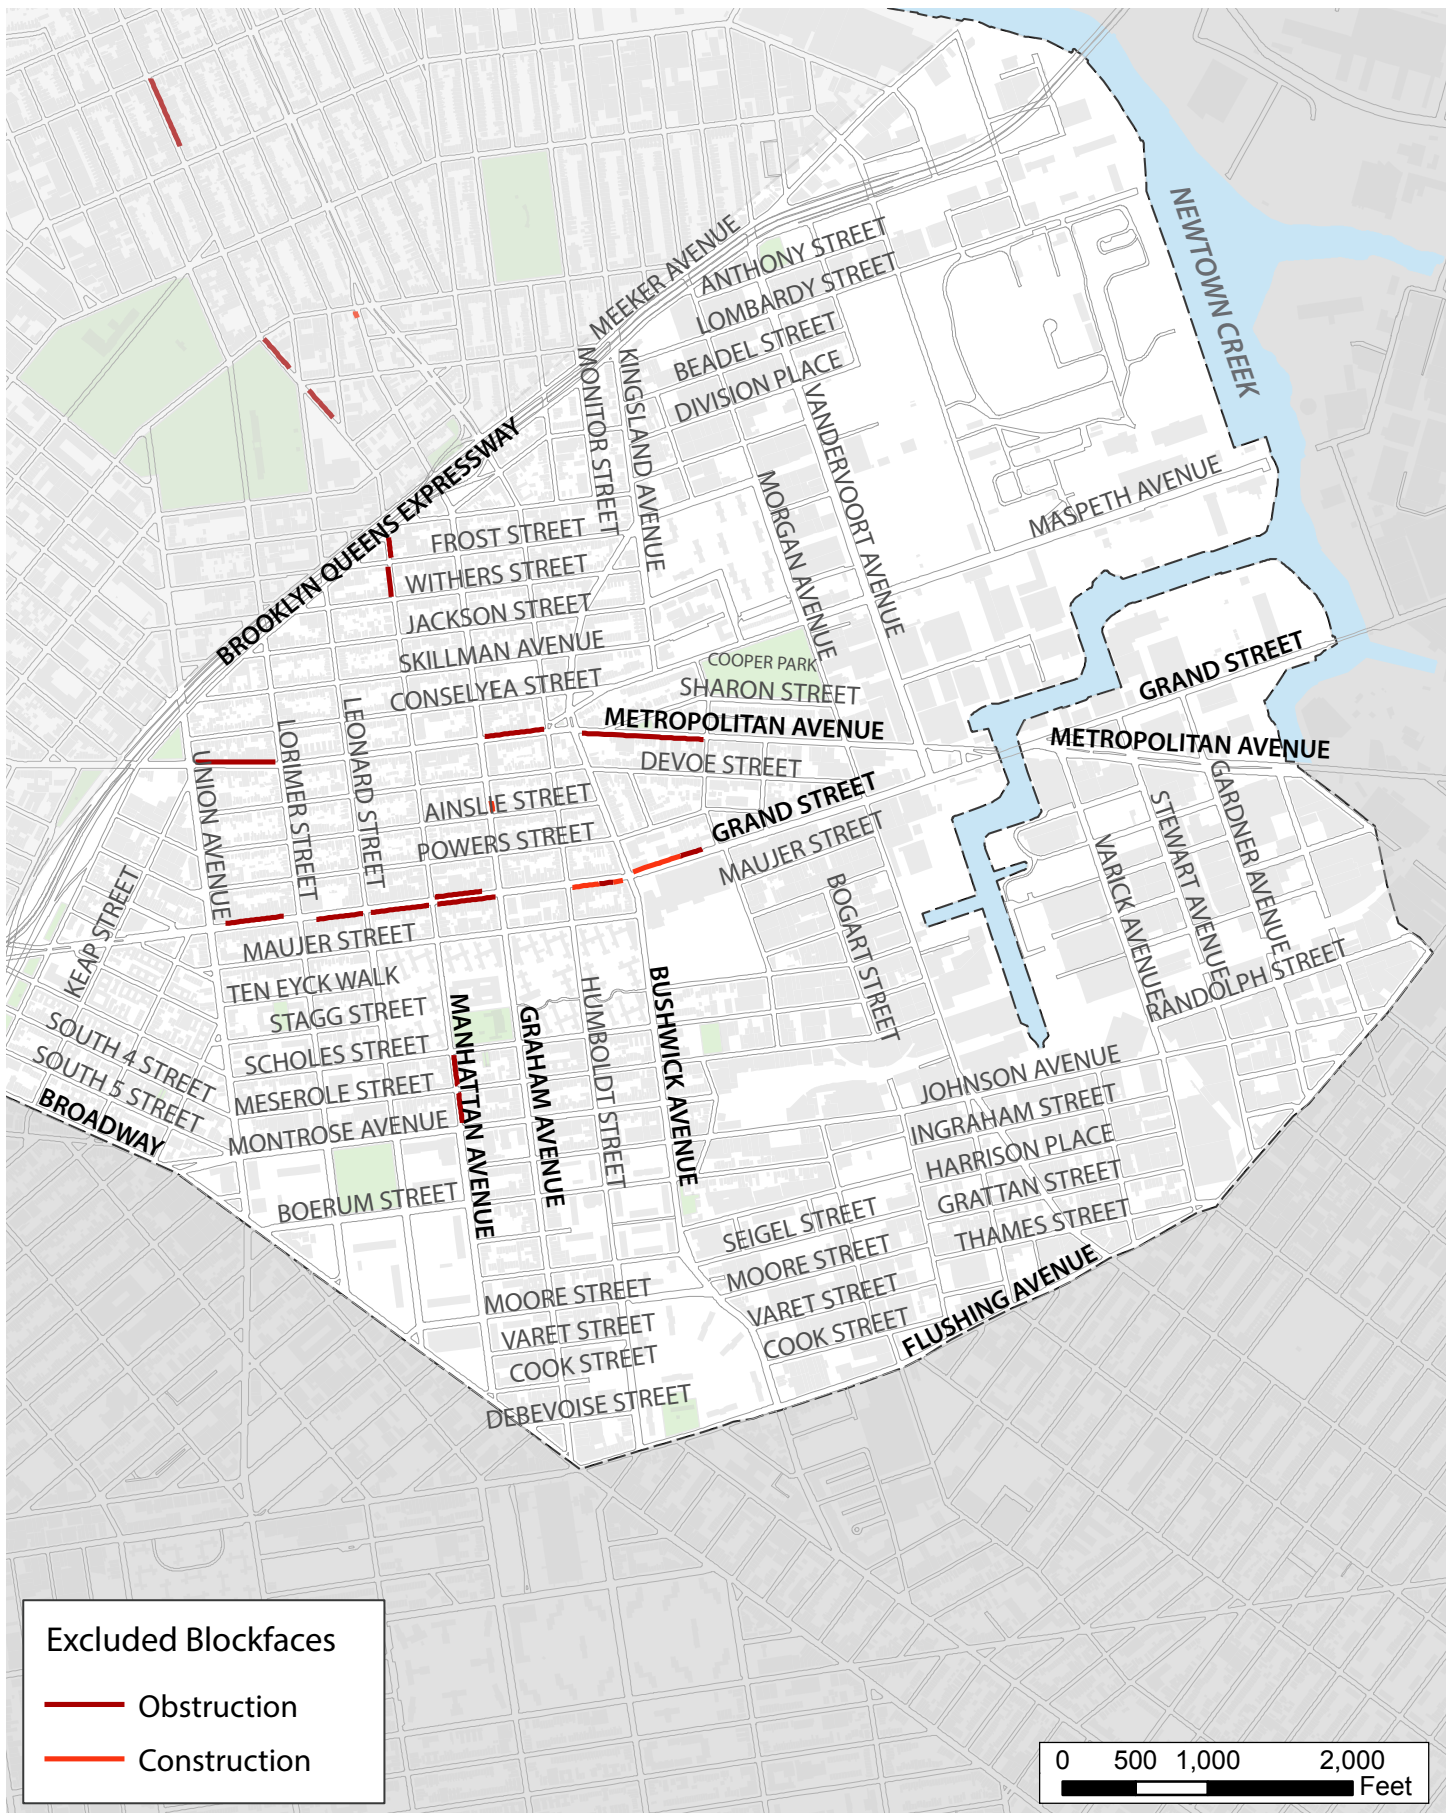 NEWTOWN CREEK
MEEKER AVENUE
ANTHONY STREET
LOMBARDY STREET
BEADEL STREET
DIVISION PLACE
MONITOR STREET
KINGSLAND AVENUE
VANDERVOORT AVENUE
MORGAN AVENUE
MASPETH AVENUE
BROOKLYN QUEENS EXPRESSWAY
FROST STREET
WITHERS STREET
JACKSON STREET
SKILLMAN AVENUE
CONSELYEA STREET
COOPER PARK
SHARON STREET
GRAND STREET
METROPOLITAN AVENUE
METROPOLITAN AVENUE
DEVOE STREET
UNION AVENUE
LORIMER STREET
LEONARD STREET
AINSLIE STREET
POWERS STREET
GRAND STREET
MAUJER STREET
GARDNER AVENUE
STEWART AVENUE
VARICK AVENUE
BOGART STREET
KEAP STREET
MAUJER STREET
TEN EYCK WALK
STAGG STREET
SCHOLES STREET
MESEROLE STREET
MONTROSE AVENUE
RANDOLPH STREET
SOUTH 4 STREET
SOUTH 5 STREET
BROADWAY
MANHATTAN AVENUE
GRAHAM AVENUE
HUMBOLDT STREET
BUSHWICK AVENUE
JOHNSON AVENUE
INGRAHAM STREET
HARRISON PLACE
GRATTAN STREET
THAMES STREET
BOERUM STREET
SEIGEL STREET
MOORE STREET
VARET STREET
COOK STREET
FLUSHING AVENUE
MOORE STREET
VARET STREET
COOK STREET
DEBEVOISE STREET
Excluded Blockfaces
Obstruction
Construction
0 500 1,000 2,000
Feet